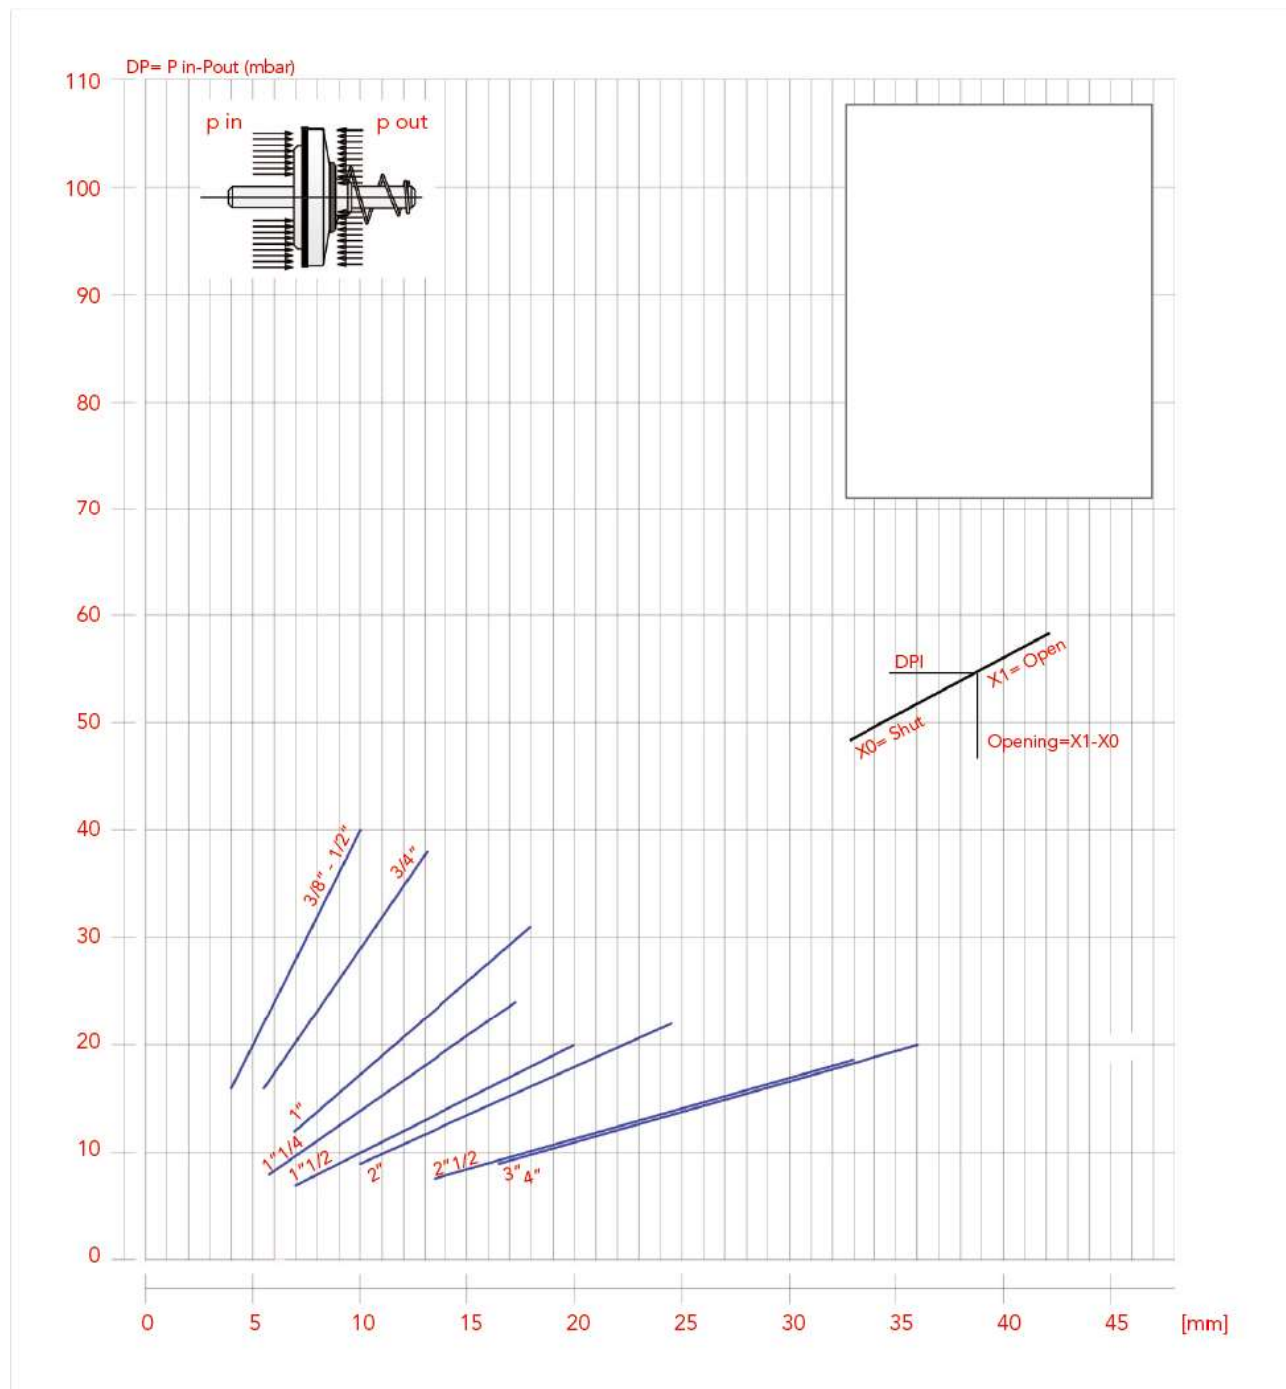 DP= P in-Pout (mbar)
110
p in
p out
100
90
80
70
60
DPI
X1= Open
50
X0= Shut
Opening=X1-X0
40
3/8" - 1/2"
3/4"
30
20
1"
10
1"1/4
1"1/2
2"
2"1/2
3"
4"
0
0 5 10 15 20 25 30 35 40 45 [mm]